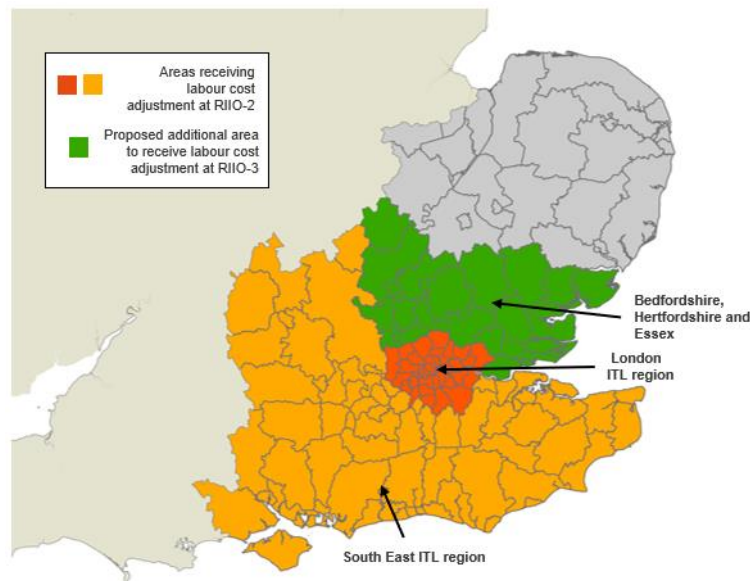 Areas receiving
labour cost
adjustment at RIIO-2
Proposed additional area
to receive labour cost
adjustment at RIIO-3
Bedfordshire,
Hertfordshire and
Essex
London
ITL region
South East ITL region